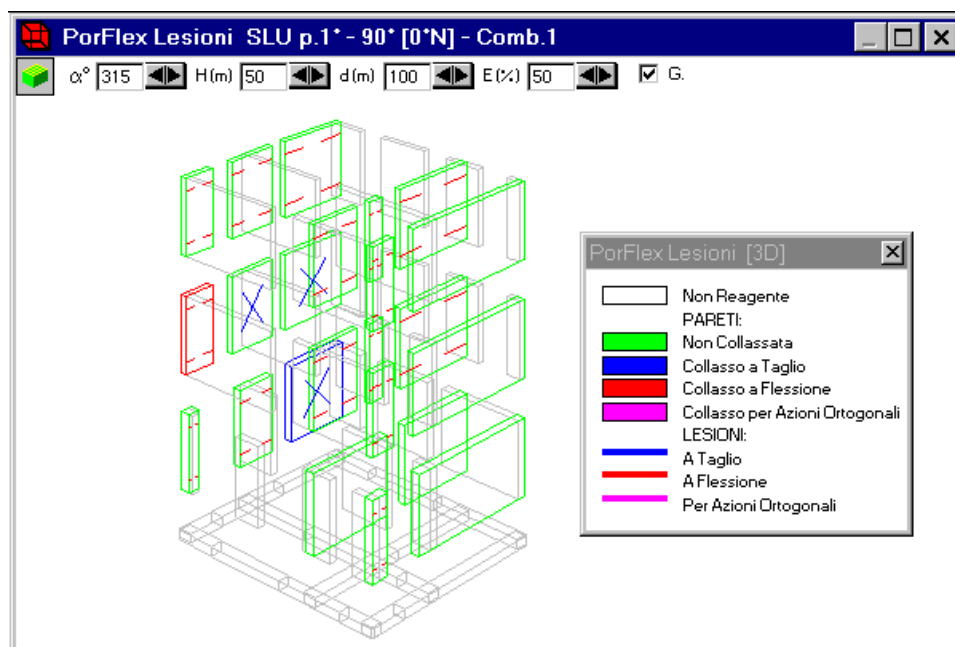 PorFlex Lesioni SLU p.1° - 90° [0°N] - Comb.1
α° 315 H(m) 50 d(m) 100 E(%) 50 G.
PorFlex Lesioni [3D]
Non Reagente
PARETI:
Non Collassata
Collasso a Taglio
Collasso a Flessione
Collasso per Azioni Ortogonali
LESIONI:
A Taglio
A Flessione
Per Azioni Ortogonali